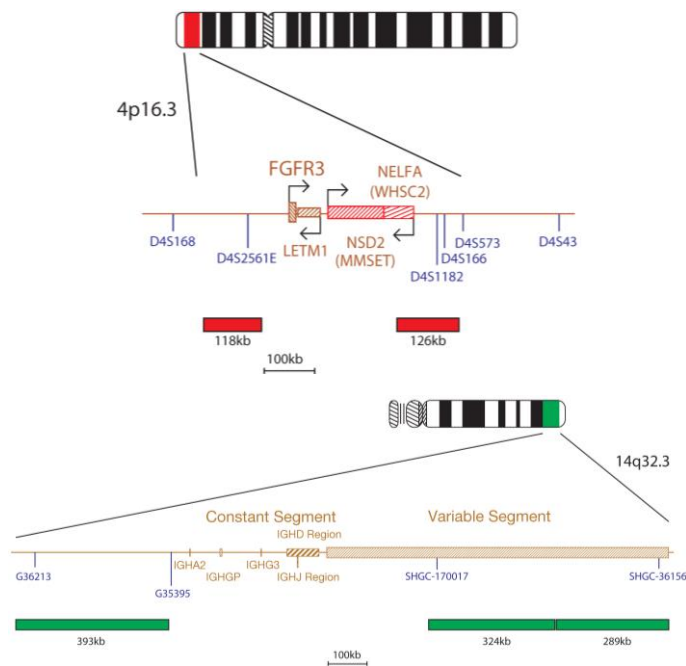 4p16.3
FGFR3
NELFA
(WHSC2)
D4S168
D4S2561E
LETM1
NSD2
(MMSET)
D4S1182
D4S166
D4S573
D4S43
118kb
126kb
100kb
14q32.3
Constant Segment
Variable Segment
IGHD Region
G36213
G35395
IGHA2
IGHGP
IGHG3
IGHJ Region
SHGC-170017
SHGC-36156
393kb
324kb
289kb
100kb